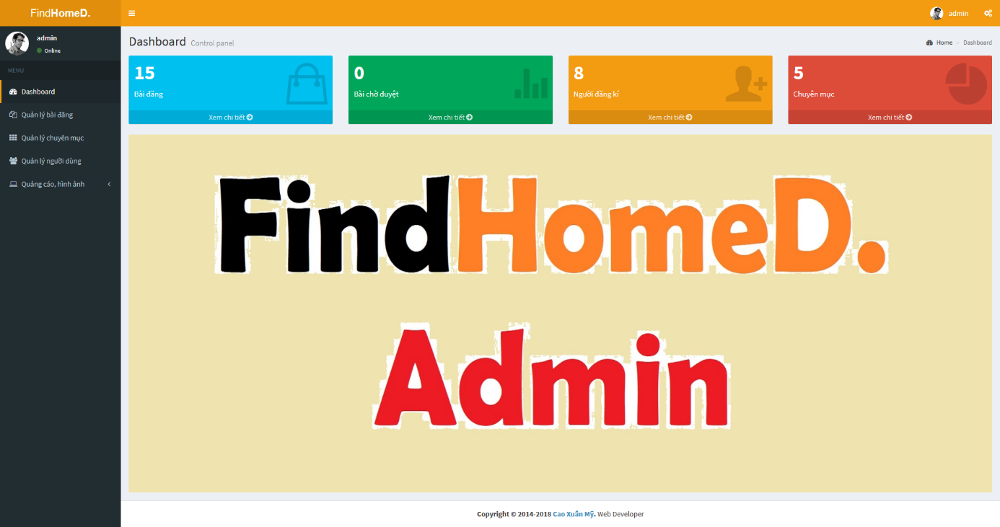 FindHomeD.
admin
admin
Online
MENU
Dashboard
Quản lý bài đăng
Quản lý chuyên mục
Quản lý người dùng
Quảng cáo, hình ảnh
Dashboard Control panel
Home > Dashboard
15
Bài đăng
Xem chi tiết
0
Bài chờ duyệt
Xem chi tiết
8
Người đăng kí
Xem chi tiết
5
Chuyên mục
Xem chi tiết
FindHomeD.
Admin
Copyright © 2014-2018 Cao Xuân Mỹ. Web Developer